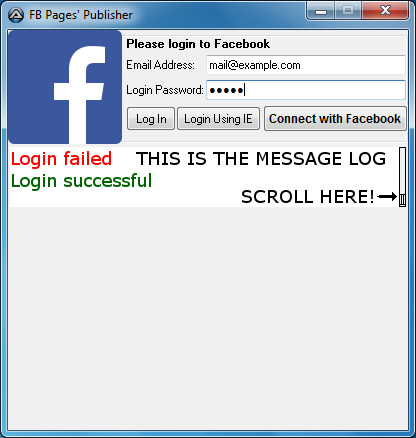 FB Pages' Publisher
Please login to Facebook
Email Address: mail@example.com
Login Password: •••••
Log In Login Using IE Connect with Facebook
Login failed THIS IS THE MESSAGE LOG
Login successful
SCROLL HERE!→